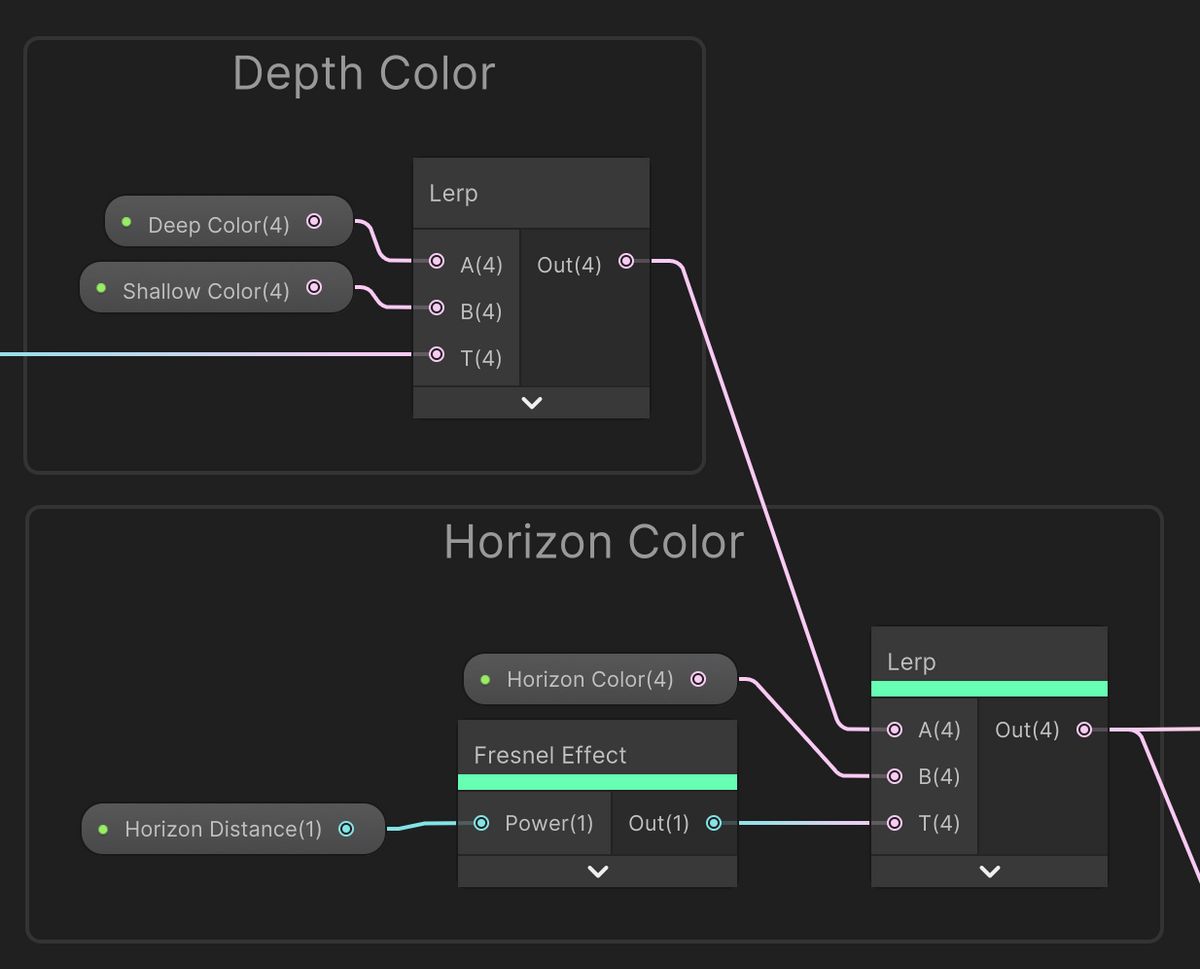 Depth Color
Lerp
Deep Color(4)
Shallow Color(4)
A(4)
Out(4)
B(4)
T(4)
Horizon Color
Lerp
Horizon Color(4)
A(4)
Out(4)
B(4)
T(4)
Fresnel Effect
Horizon Distance(1)
Power(1)
Out(1)